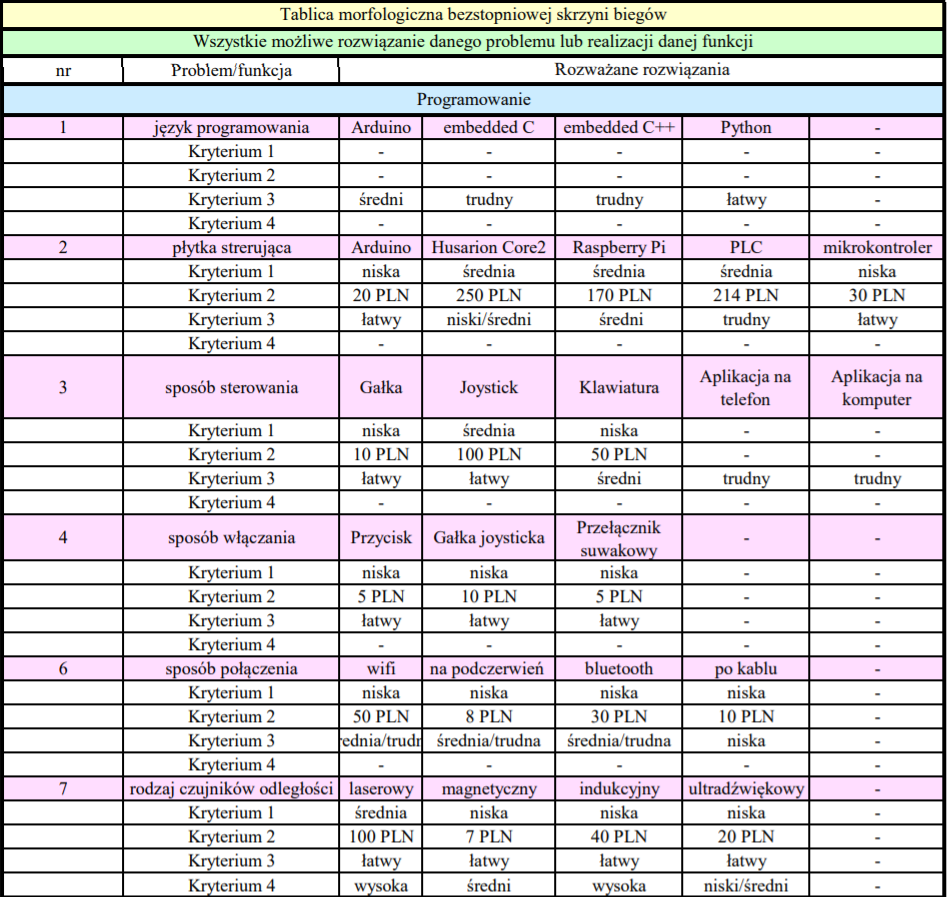 Tablica morfologiczna bezstopniowej skrzyni biegów
Wszystkie możliwe rozwiązanie danego problemu lub realizacji danej funkcji
nr Problem/funkcja Rozważane rozwiązania
Programowanie
1 język programowania Arduino embedded C embedded C++ Python -
Kryterium 1 - - - - -
Kryterium 2 - - - - -
Kryterium 3 średni trudny trudny łatwy -
Kryterium 4 - - - - -
2 płytka strerująca Arduino Husarion Core2 Raspberry Pi PLC mikrokontroler
Kryterium 1 niska średnia średnia średnia niska
Kryterium 2 20 PLN 250 PLN 170 PLN 214 PLN 30 PLN
Kryterium 3 łatwy niski/średni średni trudny łatwy
Kryterium 4 - - - - -
3 sposób sterowania Gałka Joystick Klawiatura Aplikacja na telefon Aplikacja na komputer
Kryterium 1 niska średnia niska - -
Kryterium 2 10 PLN 100 PLN 50 PLN - -
Kryterium 3 łatwy łatwy średni trudny trudny
Kryterium 4 - - - - -
4 sposób włączania Przycisk Gałka joysticka Przełącznik suwakowy - -
Kryterium 1 niska niska niska - -
Kryterium 2 5 PLN 10 PLN 5 PLN - -
Kryterium 3 łatwy łatwy łatwy - -
Kryterium 4 - - - - -
6 sposób połączenia wifi na podczerwień bluetooth po kablu -
Kryterium 1 niska niska niska niska -
Kryterium 2 50 PLN 8 PLN 30 PLN 10 PLN -
Kryterium 3 rednia/trudn średnia/trudna średnia/trudna niska -
Kryterium 4 - - - - -
7 rodzaj czujników odległości laserowy magnetyczny indukcyjny ultradźwiękowy -
Kryterium 1 średnia niska niska niska -
Kryterium 2 100 PLN 7 PLN 40 PLN 20 PLN -
Kryterium 3 łatwy łatwy łatwy łatwy -
Kryterium 4 wysoka średni wysoka niski/średni -